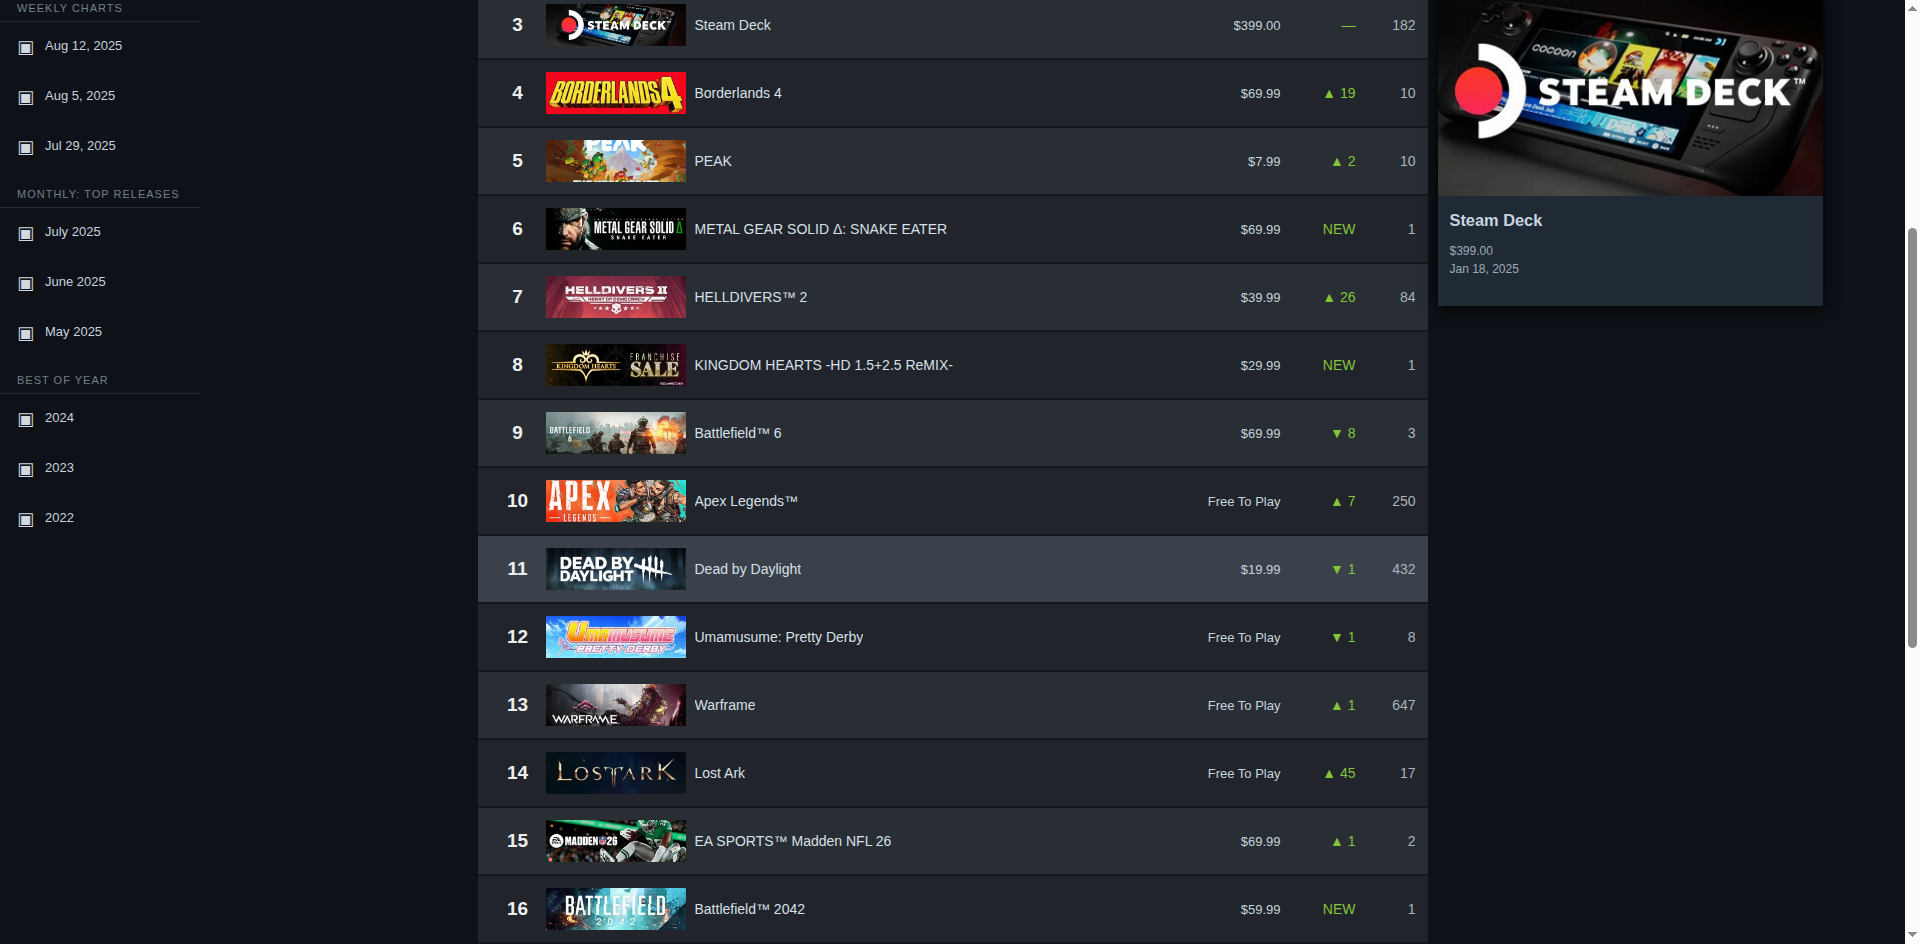 WEEKLY CHARTS
Aug 12, 2025
Aug 5, 2025
Jul 29, 2025
MONTHLY: TOP RELEASES
July 2025
June 2025
May 2025
BEST OF YEAR
2024
2023
2022
3 STEAM DECK™ Steam Deck $399.00 — 182
4 BORDERLANDS 4 Borderlands 4 $69.99 ▲ 19 10
5 PEAK PEAK $7.99 ▲ 2 10
6 METAL GEAR SOLID Δ SNAKE EATER METAL GEAR SOLID Δ: SNAKE EATER $69.99 NEW 1
7 HELLDIVERS II HEART OF DEMOCRACY HELLDIVERS™ 2 $39.99 ▲ 26 84
8 KINGDOM HEARTS FRANCHISE SALE SQUARE ENIX KINGDOM HEARTS -HD 1.5+2.5 ReMIX- $29.99 NEW 1
9 BATTLEFIELD 6 Battlefield™ 6 $69.99 ▼ 8 3
10 APEX LEGENDS Apex Legends™ Free To Play ▲ 7 250
11 DEAD BY DAYLIGHT Dead by Daylight $19.99 ▼ 1 432
12 UMAMUSUME PRETTY DERBY Umamusume: Pretty Derby Free To Play ▼ 1 8
13 WARFRAME Warframe Free To Play ▲ 1 647
14 LOST ARK Lost Ark Free To Play ▲ 45 17
15 EA MADDEN NFL 26 EA SPORTS™ Madden NFL 26 $69.99 ▲ 1 2
16 BATTLEFIELD 2042 Battlefield™ 2042 $59.99 NEW 1
cocoon
STEAM DECK™
Steam Deck
$399.00
Jan 18, 2025